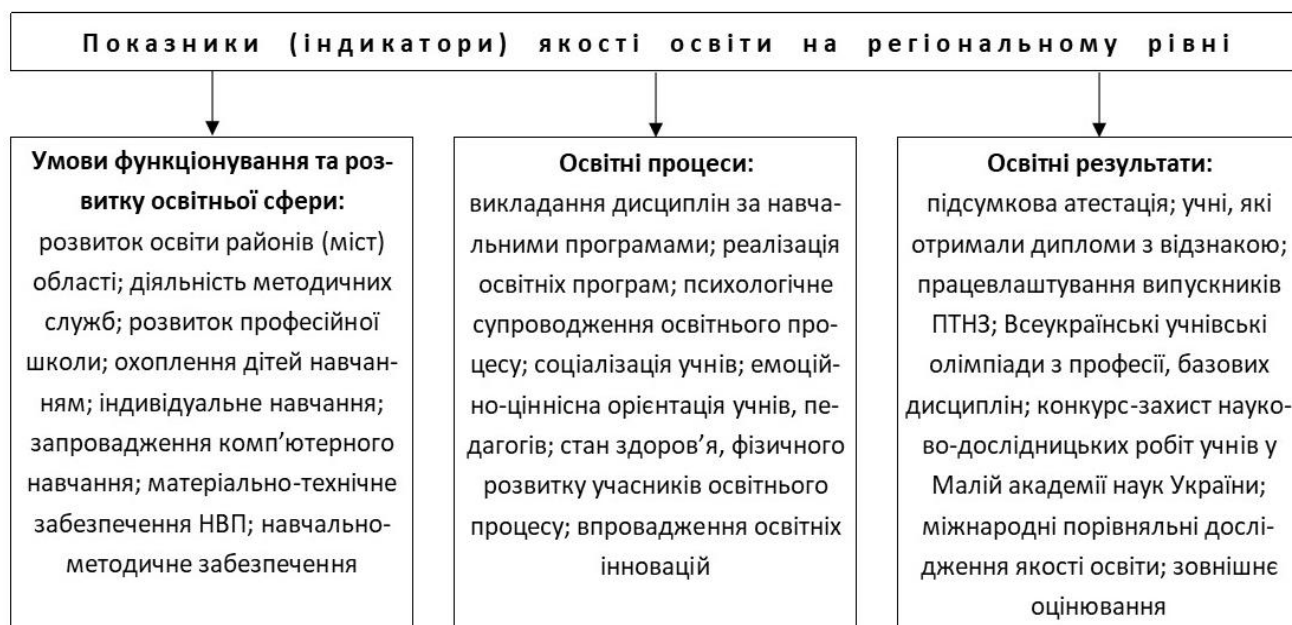 Показники (індикатори) якості освіти на регіональному рівні
Умови функціонування та роз-
витку освітньої сфери:
розвиток освіти районів (міст)
області; діяльність методичних
служб; розвиток професійної
школи; охоплення дітей навчан-
ням; індивідуальне навчання;
запровадження комп’ютерного
навчання; матеріально-технічне
забезпечення НВП; навчально-
методичне забезпечення
Освітні процеси:
викладання дисциплін за навча-
льними програмами; реалізація
освітніх програм; психологічне
супроводження освітнього про-
цесу; соціалізація учнів; емоцій-
но-ціннісна орієнтація учнів, пе-
дагогів; стан здоров’я, фізичного
розвитку учасників освітнього
процесу; впровадження освітніх
інновацій
Освітні результати:
підсумкова атестація; учні, які
отримали дипломи з відзнакою;
працевлаштування випускників
ПТНЗ; Всеукраїнські учнівські
олімпіади з професії, базових
дисциплін; конкурс-захист науко-
во-дослідницьких робіт учнів у
Малій академії наук України;
міжнародні порівняльні дослі-
дження якості освіти; зовнішнє
оцінювання